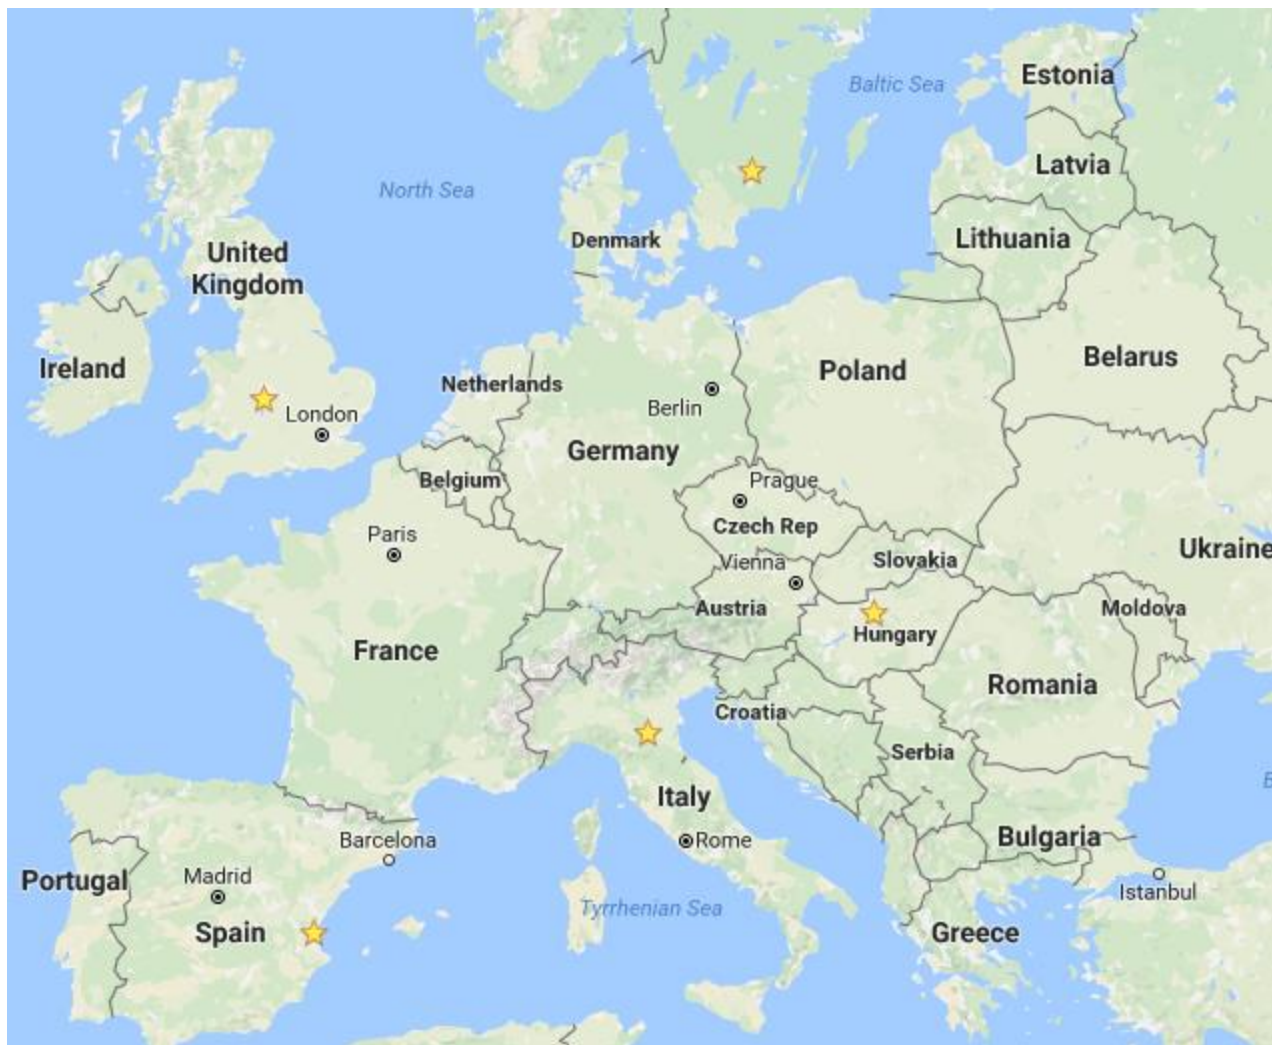 Estonia
Baltic Sea
Latvia
North Sea
Denmark
Lithuania
United
Kingdom
Ireland
Belarus
Poland
Netherlands
Berlin
London
Germany
Belgium
Prague
Czech Rep
Paris
Ukraine
Slovakia
Vienna
Austria
Moldova
Hungary
France
Romania
Croatia
Serbia
Italy
Bulgaria
Barcelona
Rome
Portugal
Madrid
Istanbul
Tyrrhenian Sea
Spain
Greece